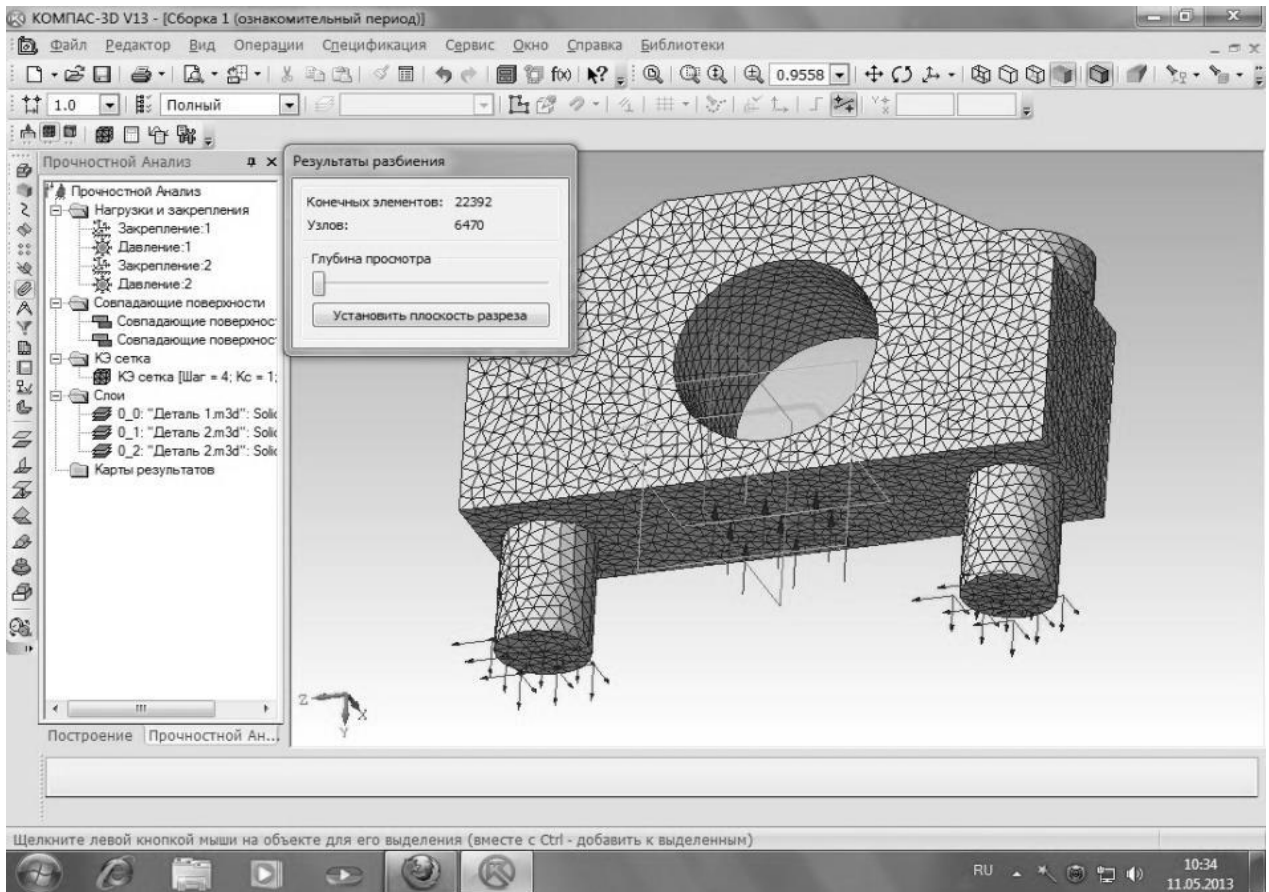 КОМПАС-3D V13 - [Сборка 1 (ознакомительный период)]
Файл Редактор Вид Операции Спецификация Сервис Окно Справка Библиотеки
f(x) 0.9558
1.0 Полный
Прочностной Анализ
Прочностной Анализ
Нагрузки и закрепления
Закрепление:1
Давление:1
Закрепление:2
Давление:2
Совпадающие поверхности
Совпадающие поверхнос
Совпадающие поверхнос
КЭ сетка
КЭ сетка [Шаг = 4; Кс = 1;
Слои
0_0: "Деталь 1.m3d": Solid
0_1: "Деталь 2.m3d": Solid
0_2: "Деталь 2.m3d": Solid
Карты результатов
Построение Прочностной Ан...
Результаты разбиения
Конечных элементов: 22392
Узлов: 6470
Глубина просмотра
Установить плоскость разреза
Z X
Y
Щелкните левой кнопкой мыши на объекте для его выделения (вместе с Ctrl - добавить к выделенным)
RU 10:34
11.05.2013